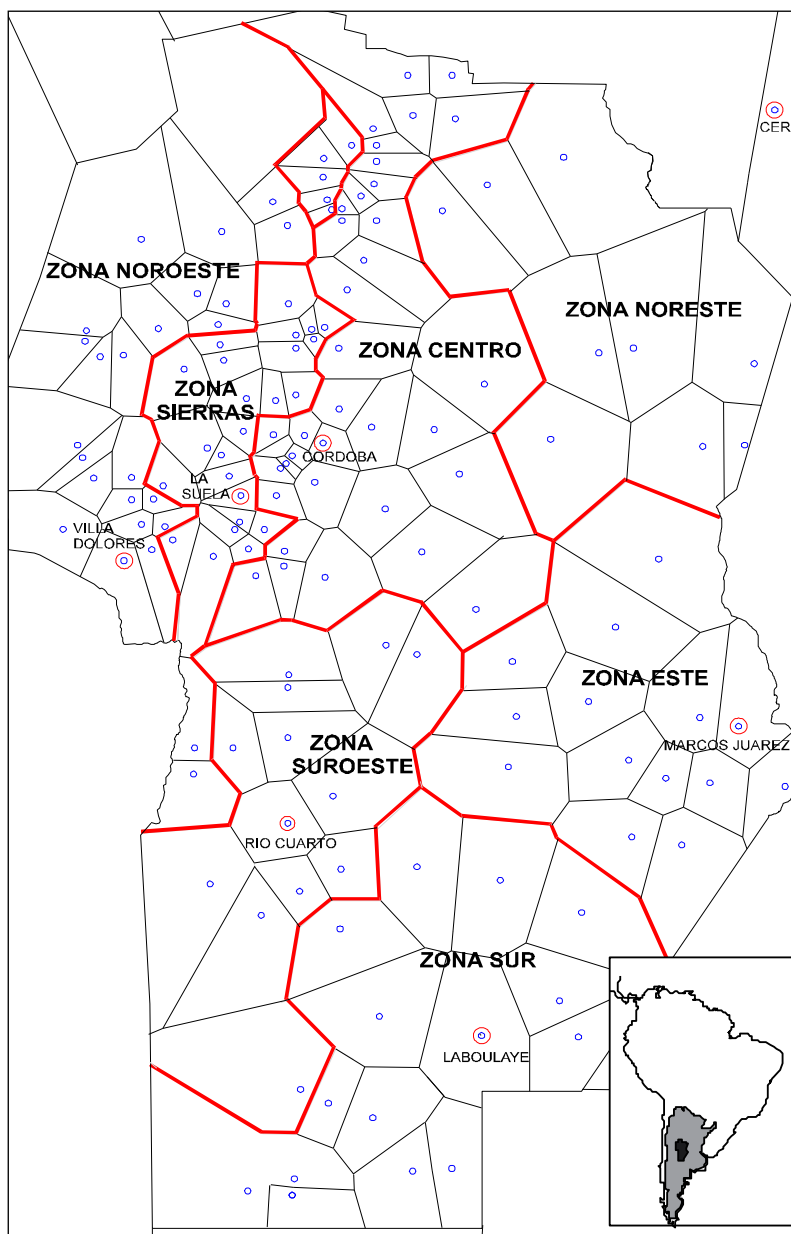 CER
ZONA NOROESTE
ZONA NORESTE
ZONA CENTRO
ZONA
SIERRAS
CORDOBA
LA
SUELA
VILLA
DOLORES
ZONA ESTE
MARCOS JUAREZ
ZONA
SUROESTE
RIO CUARTO
ZONA SUR
LABOULAYE